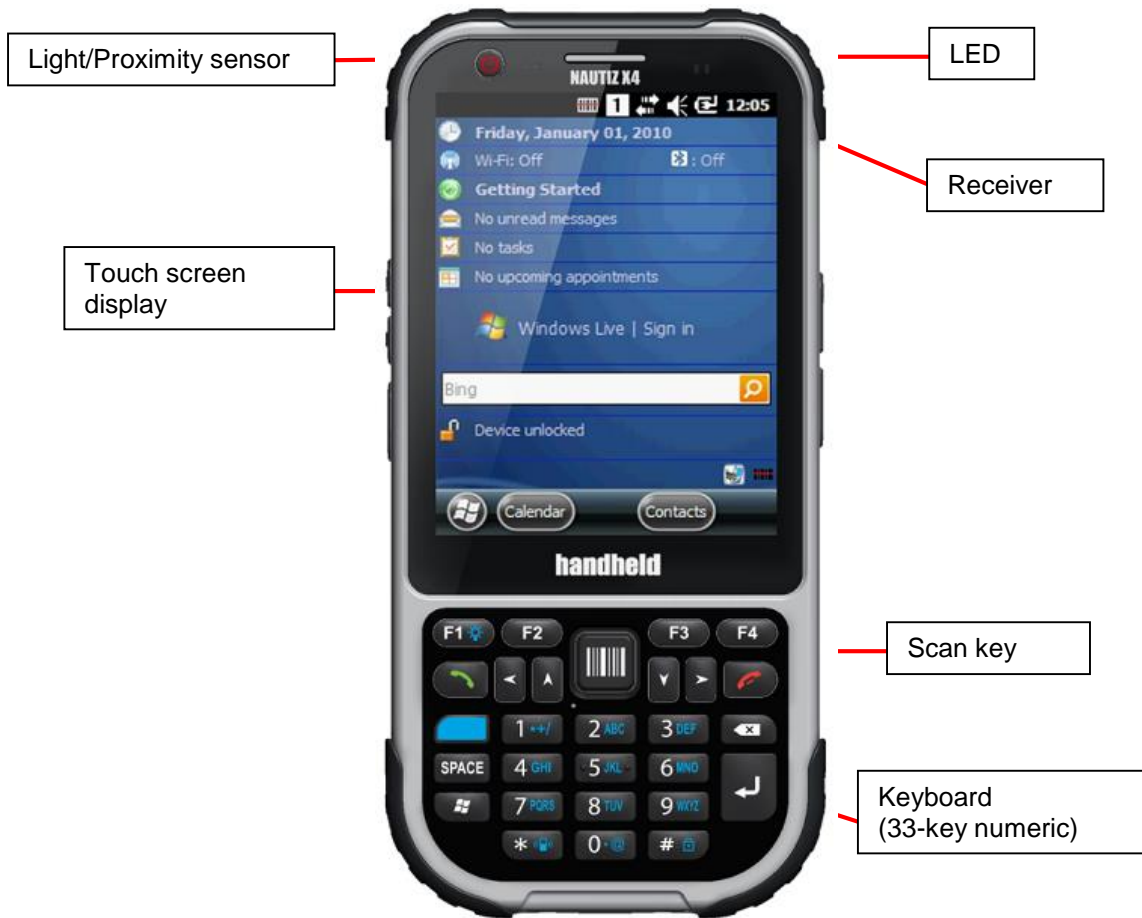 Light/Proximity sensor
LED
NAUTIZ X4
1 12:05
Friday, January 01, 2010
Wi-Fi: Off : Off
Receiver
Getting Started
No unread messages
No tasks
Touch screen
display
No upcoming appointments
Windows Live | Sign in
Bing
Device unlocked
Calendar Contacts
handheld
F1 F2 F3 F4
Scan key
1 *+/ 2 ABC 3 DEF
SPACE 4 GHI 5 JKL 6 MNO
7 PQRS 8 TUV 9 WXYZ
Keyboard
(33-key numeric)
* 0 · @ #